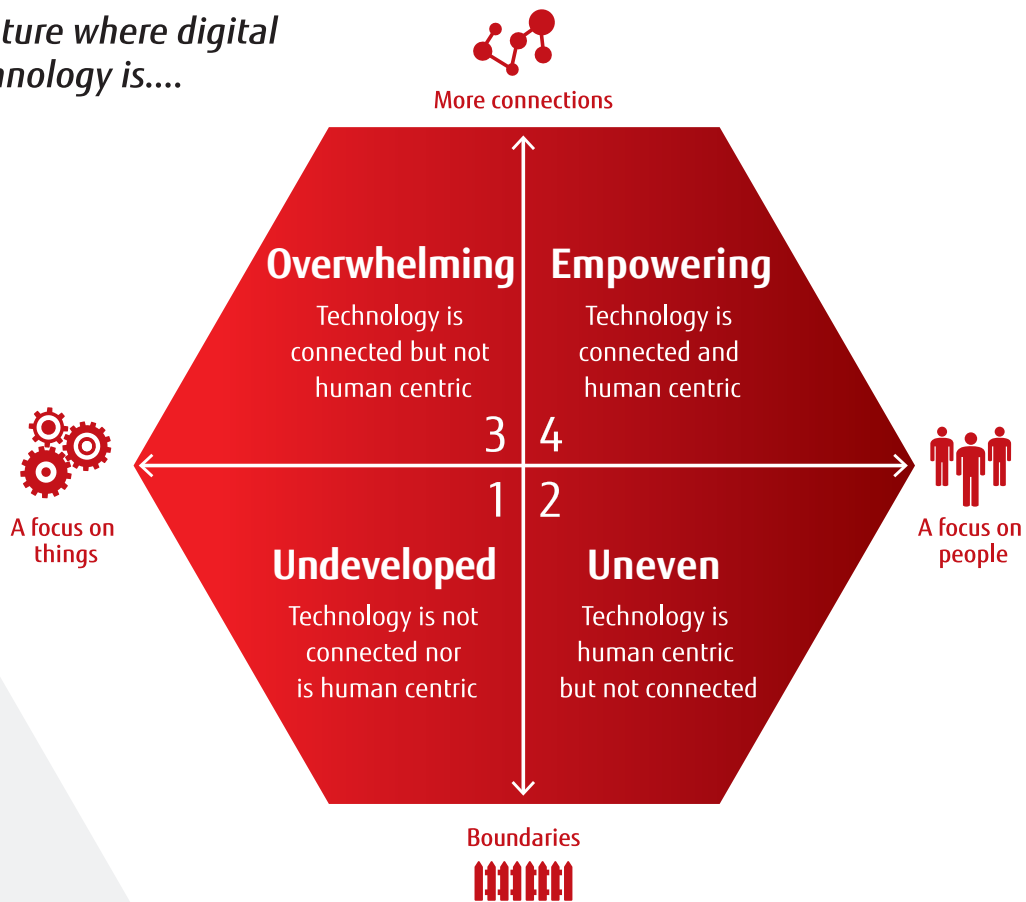 ture where digital
nology is....
More connections
Overwhelming
Technology is
connected but not
human centric
3
Empowering
Technology is
connected and
human centric
4
A focus on
things
A focus on
people
1
Undeveloped
Technology is not
connected nor
is human centric
2
Uneven
Technology is
human centric
but not connected
Boundaries